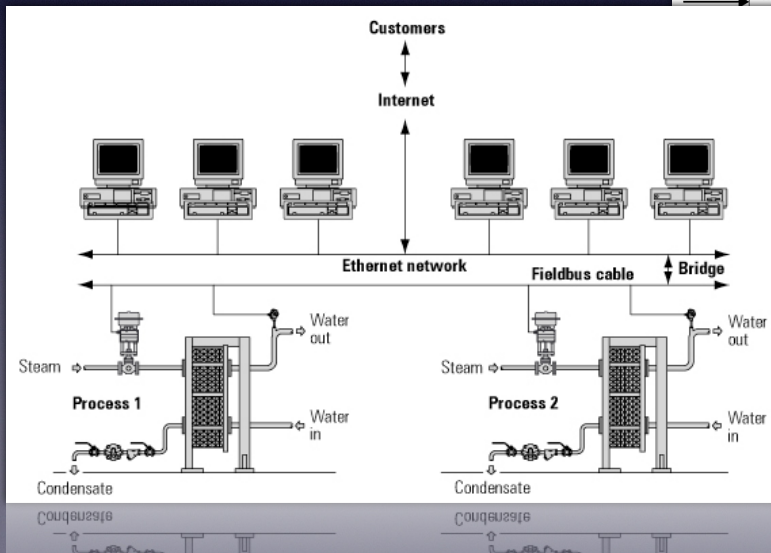 Customers
Internet
Ethernet network
Fieldbus cable
Bridge
Water
out
Steam
Process 1
Water
in
Condensate
Water
out
Steam
Process 2
Water
in
Condensate